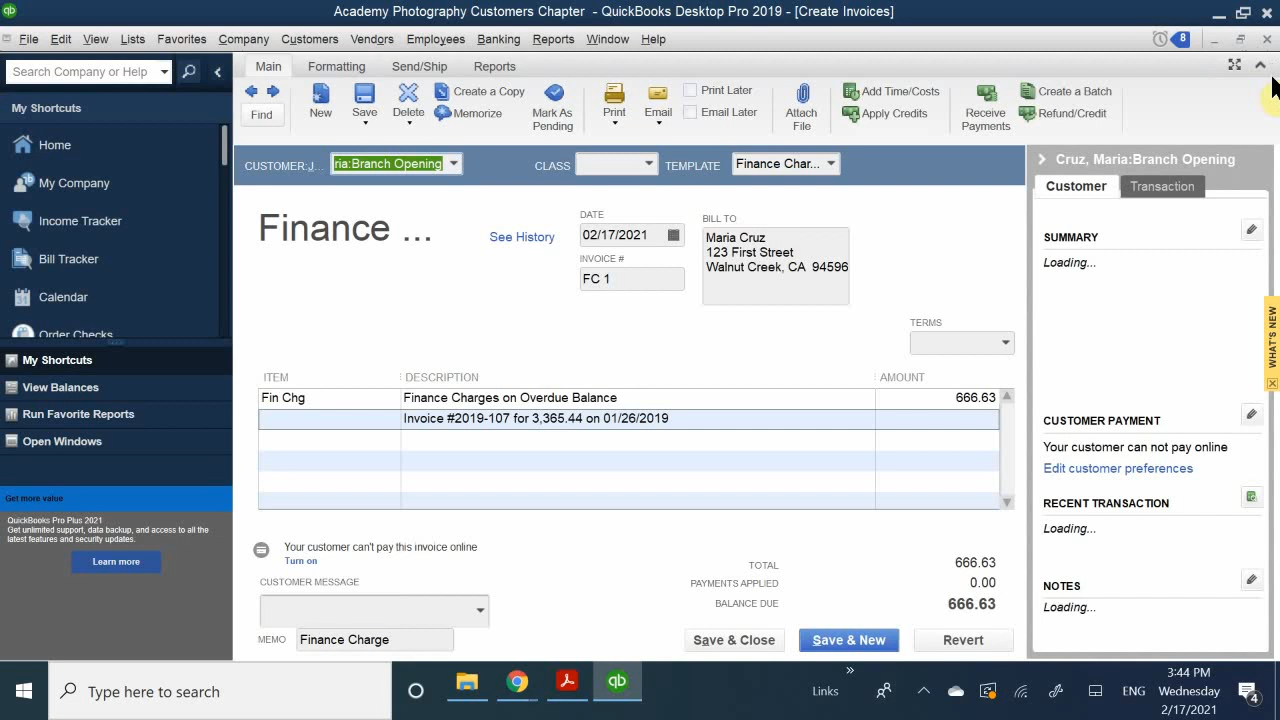 Academy Photography Customers Chapter - QuickBooks Desktop Pro 2019 - [Create Invoices]
File Edit View Lists Favorites Company Customers Vendors Employees Banking Reports Window Help
8
Search Company or Help
Main Formatting Send/Ship Reports
My Shortcuts
Home
My Company
Income Tracker
Bill Tracker
Calendar
Order Checks
My Shortcuts
View Balances
Run Favorite Reports
Open Windows
Get more value
QuickBooks Pro Plus 2021
Get unlimited support, data backup, and access to all the
latest features and security updates.
Learn more
Find
New
Save
Delete
Create a Copy
Memorize
Mark As
Pending
Print
Email
Print Later
Email Later
Attach
File
Add Time/Costs
Apply Credits
Receive
Payments
Create a Batch
Refund/Credit
CUSTOMER:J... ria:Branch Opening CLASS TEMPLATE Finance Char...
Finance ...
See History
DATE
02/17/2021
INVOICE #
FC 1
BILL TO
Maria Cruz
123 First Street
Walnut Creek, CA 94596
TERMS
ITEM DESCRIPTION AMOUNT
Fin Chg Finance Charges on Overdue Balance 666.63
Invoice #2019-107 for 3,365.44 on 01/26/2019
Your customer can't pay this invoice online
Turn on
CUSTOMER MESSAGE
MEMO Finance Charge
TOTAL 666.63
PAYMENTS APPLIED 0.00
BALANCE DUE 666.63
Save & Close Save & New Revert
Cruz, Maria:Branch Opening
Customer Transaction
SUMMARY
Loading...
CUSTOMER PAYMENT
Your customer can not pay online
Edit customer preferences
RECENT TRANSACTION
Loading...
NOTES
Loading...
WHAT'S NEW
Type here to search
Links
ENG
3:44 PM
Wednesday
2/17/2021
4